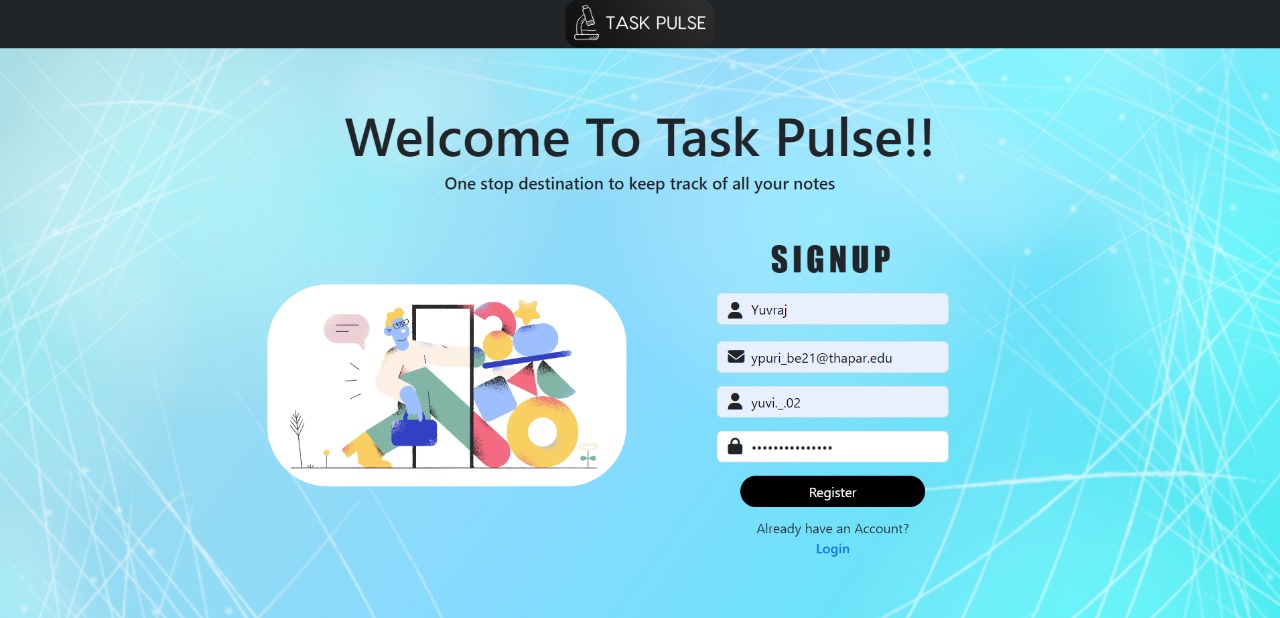 TASK PULSE
Welcome To Task Pulse!!
One stop destination to keep track of all your notes
SIGNUP
Yuvraj
ypuri_be21@thapar.edu
yuvi._.02
•••••••••••••••
Register
Already have an Account?
Login